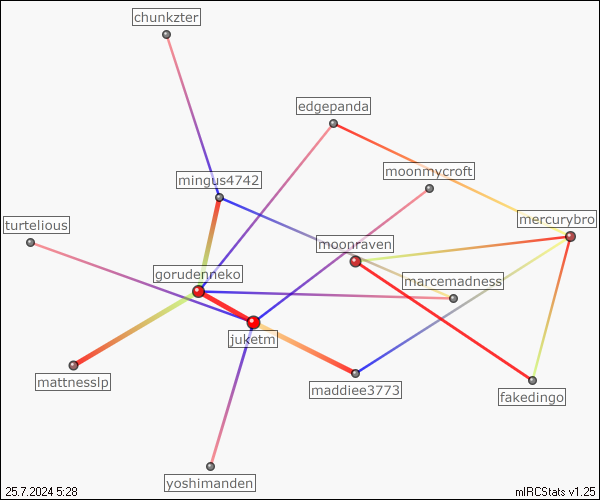 chunkzter
edgepanda
moonmycroft
mingus4742
mercurybro
turtelious
moonraven
gorudenneko
marcemadness
juketm
mattnesslp
maddiee3773
fakedingo
yoshimanden
25.7.2024 5:28
mIRCStats v1.25